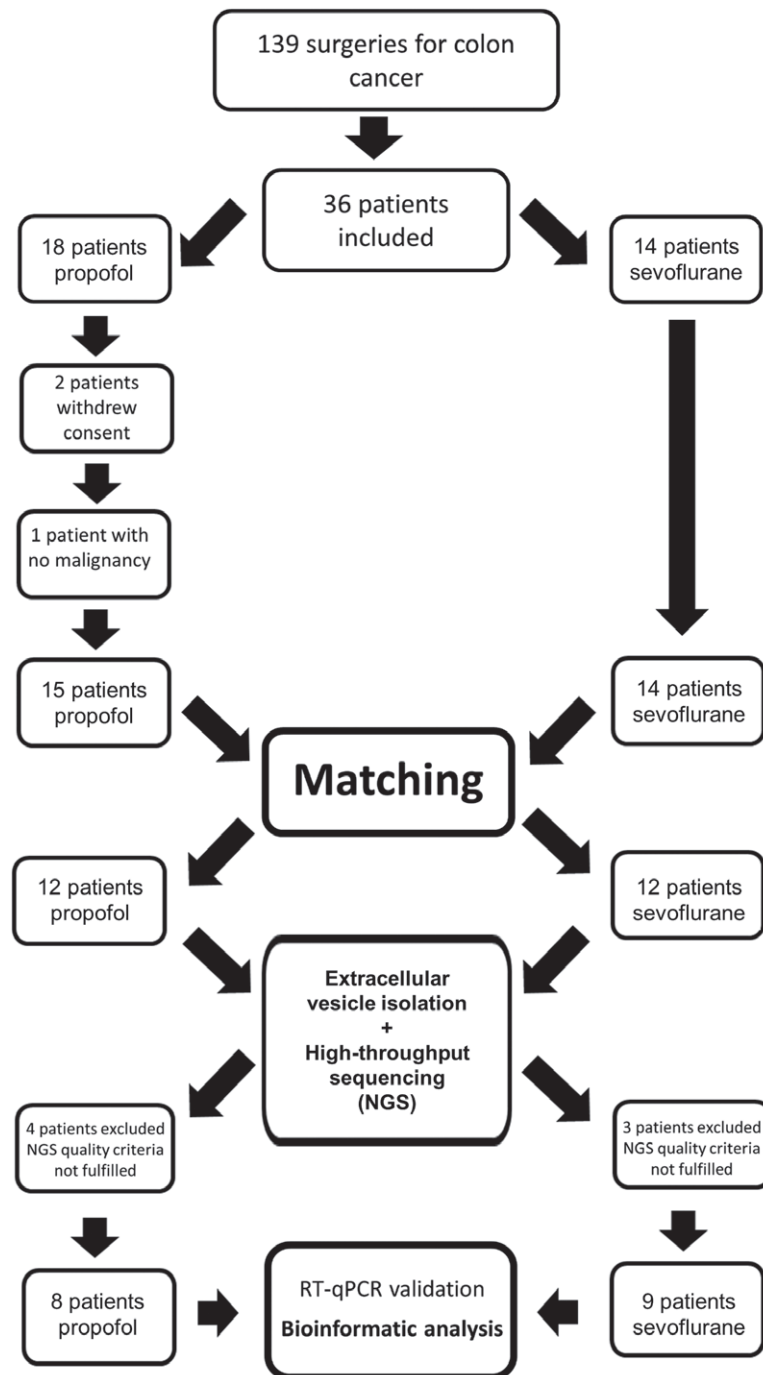 139 surgeries for colon
cancer
36 patients
included
18 patients
propofol
14 patients
sevoflurane
2 patients
withdrew
consent
1 patient with
no malignancy
15 patients
propofol
14 patients
sevoflurane
Matching
12 patients
propofol
12 patients
sevoflurane
Extracellular
vesicle isolation
+
High-throughput
sequencing
(NGS)
4 patients excluded
NGS quality criteria
not fulfilled
3 patients excluded
NGS quality criteria
not fulfilled
8 patients
propofol
RT-qPCR validation
Bioinformatic analysis
9 patients
sevoflurane